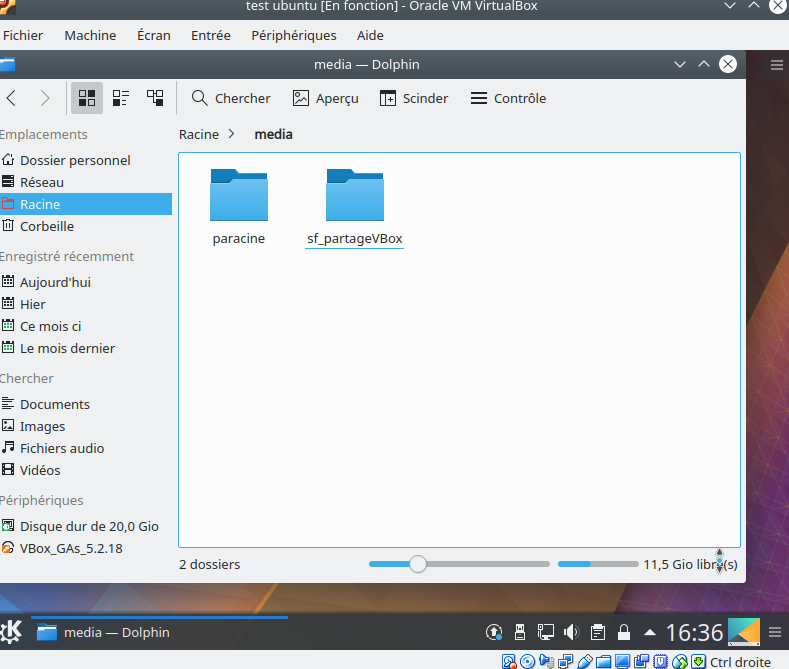 test ubuntu [En fonction] - Oracle VM VirtualBox
Fichier Machine Écran Entrée Périphériques Aide
media — Dolphin
Chercher Aperçu Scinder Contrôle
Emplacements
Dossier personnel
Réseau
Racine
Corbeille
Enregistré récemment
Aujourd'hui
Hier
Ce mois ci
Le mois dernier
Chercher
Documents
Images
Fichiers audio
Vidéos
Périphériques
Disque dur de 20,0 Gio
VBox_GAs_5.2.18
Racine > media
paracine
sf_partageVBox
2 dossiers
11,5 Gio libre(s)
media — Dolphin
16:36
Ctrl droite